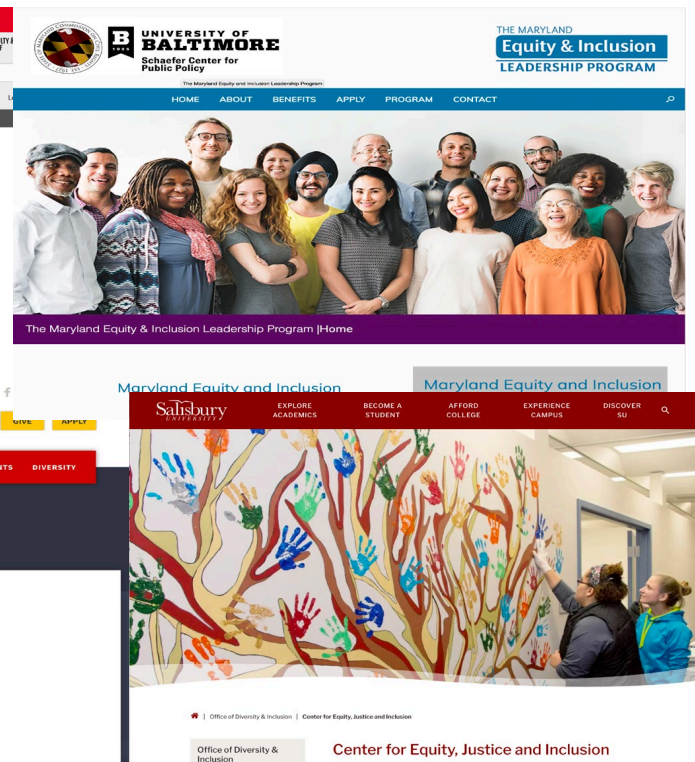 UNIVERSITY OF
BALTIMORE
Schaefer Center for
Public Policy
THE MARYLAND
Equity & Inclusion
LEADERSHIP PROGRAM
The Maryland Equity and Inclusion Leadership Program
HOME ABOUT BENEFITS APPLY PROGRAM CONTACT
The Maryland Equity & Inclusion Leadership Program |Home
Maryland Equity and Inclusion
Maryland Equity and Inclusion
GIVE APPLY
DIVERSITY
Salisbury
UNIVERSITY
EXPLORE
ACADEMICS
BECOME A
STUDENT
AFFORD
COLLEGE
EXPERIENCE
CAMPUS
DISCOVER
SU
| Office of Diversity & Inclusion | Center for Equity, Justice and Inclusion
Office of Diversity &
Inclusion
Center for Equity, Justice and Inclusion